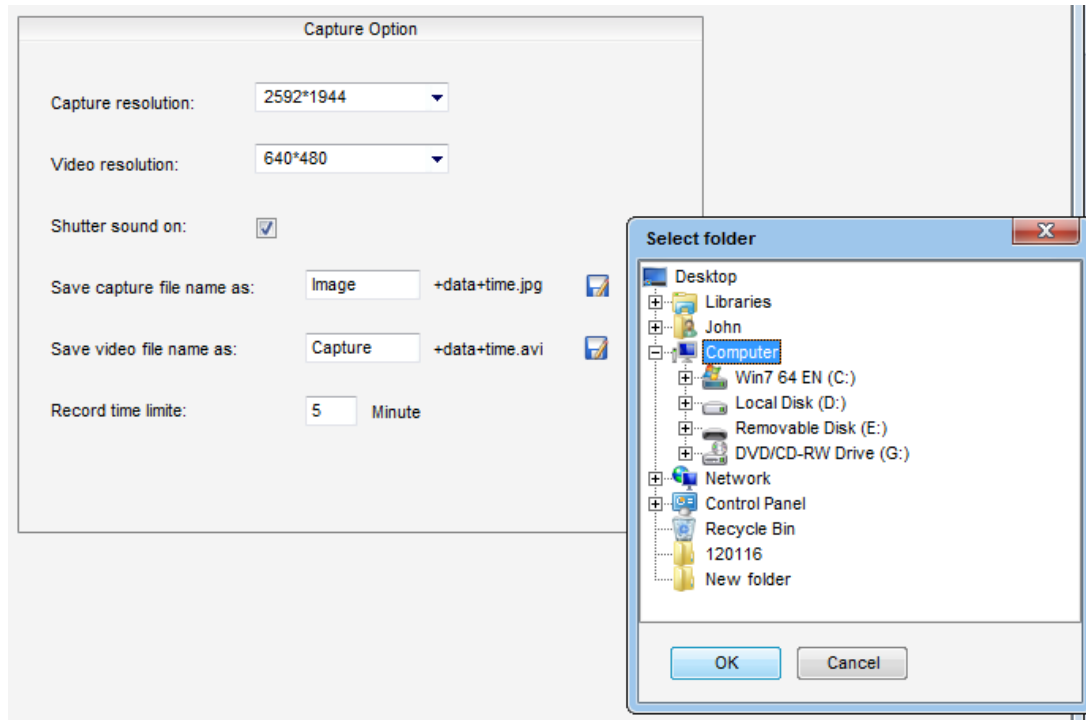 Capture Option
Capture resolution: 2592*1944
Video resolution: 640*480
Shutter sound on:
Save capture file name as: Image +data+time.jpg
Save video file name as: Capture +data+time.avi
Record time limite: 5 Minute
Select folder
Desktop
Libraries
John
Computer
Win7 64 EN (C:)
Local Disk (D:)
Removable Disk (E:)
DVD/CD-RW Drive (G:)
Network
Control Panel
Recycle Bin
120116
New folder
OK Cancel